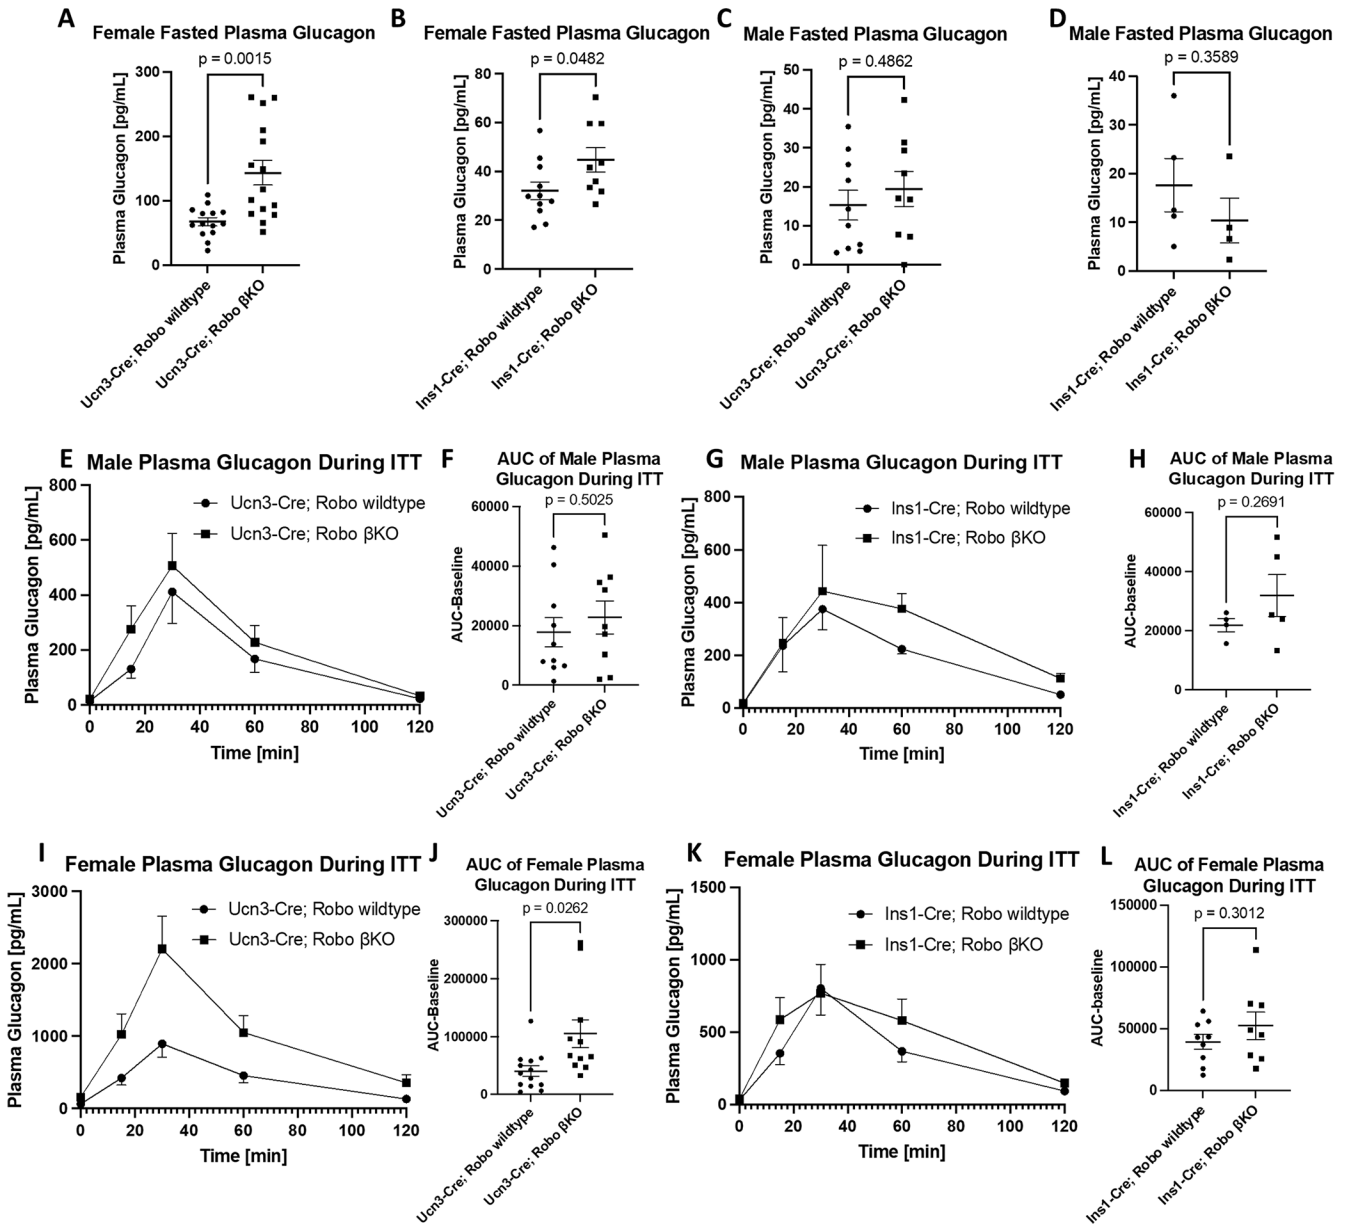 A
Female Fasted Plasma Glucagon
p = 0.0015
Plasma Glucagon [pg/mL]
300
200
100
0
Ucn3-Cre; Robo wildtype
Ucn3-Cre; Robo βKO
B
Female Fasted Plasma Glucagon
p = 0.0482
Plasma Glucagon [pg/mL]
80
60
40
20
0
Ins1-Cre; Robo wildtype
Ins1-Cre; Robo βKO
C
Male Fasted Plasma Glucagon
p = 0.4862
Plasma Glucagon [pg/mL]
50
40
30
20
10
0
Ucn3-Cre; Robo wildtype
Ucn3-Cre; Robo βKO
D
Male Fasted Plasma Glucagon
p = 0.3589
Plasma Glucagon [pg/mL]
40
30
20
10
0
Ins1-Cre; Robo wildtype
Ins1-Cre; Robo βKO
E
Male Plasma Glucagon During ITT
Plasma Glucagon [pg/mL]
800
600
400
200
0
Ucn3-Cre; Robo wildtype
Ucn3-Cre; Robo βKO
0 20 40 60 80 100 120
Time [min]
F
AUC of Male Plasma
Glucagon During ITT
p = 0.5025
AUC-Baseline
60000
40000
20000
0
Ucn3-Cre; Robo wildtype
Ucn3-Cre; Robo βKO
G
Male Plasma Glucagon During ITT
Plasma Glucagon [pg/mL]
800
600
400
200
0
Ins1-Cre; Robo wildtype
Ins1-Cre; Robo βKO
0 20 40 60 80 100 120
Time [min]
H
AUC of Male Plasma
Glucagon During ITT
p = 0.2691
AUC-baseline
60000
40000
20000
0
Ins1-Cre; Robo wildtype
Ins1-Cre; Robo βKO
I
Female Plasma Glucagon During ITT
Plasma Glucagon [pg/mL]
3000
2000
1000
0
Ucn3-Cre; Robo wildtype
Ucn3-Cre; Robo βKO
0 20 40 60 80 100 120
Time [min]
J
AUC of Female Plasma
Glucagon During ITT
p = 0.0262
AUC-Baseline
300000
200000
100000
0
Ucn3-Cre; Robo wildtype
Ucn3-Cre; Robo βKO
K
Female Plasma Glucagon During ITT
Plasma Glucagon [pg/mL]
1500
1000
500
0
Ins1-Cre; Robo wildtype
Ins1-Cre; Robo βKO
0 20 40 60 80 100 120
Time [min]
L
AUC of Female Plasma
Glucagon During ITT
p = 0.3012
AUC-baseline
150000
100000
50000
0
Ins1-Cre; Robo wildtype
Ins1-Cre; Robo βKO